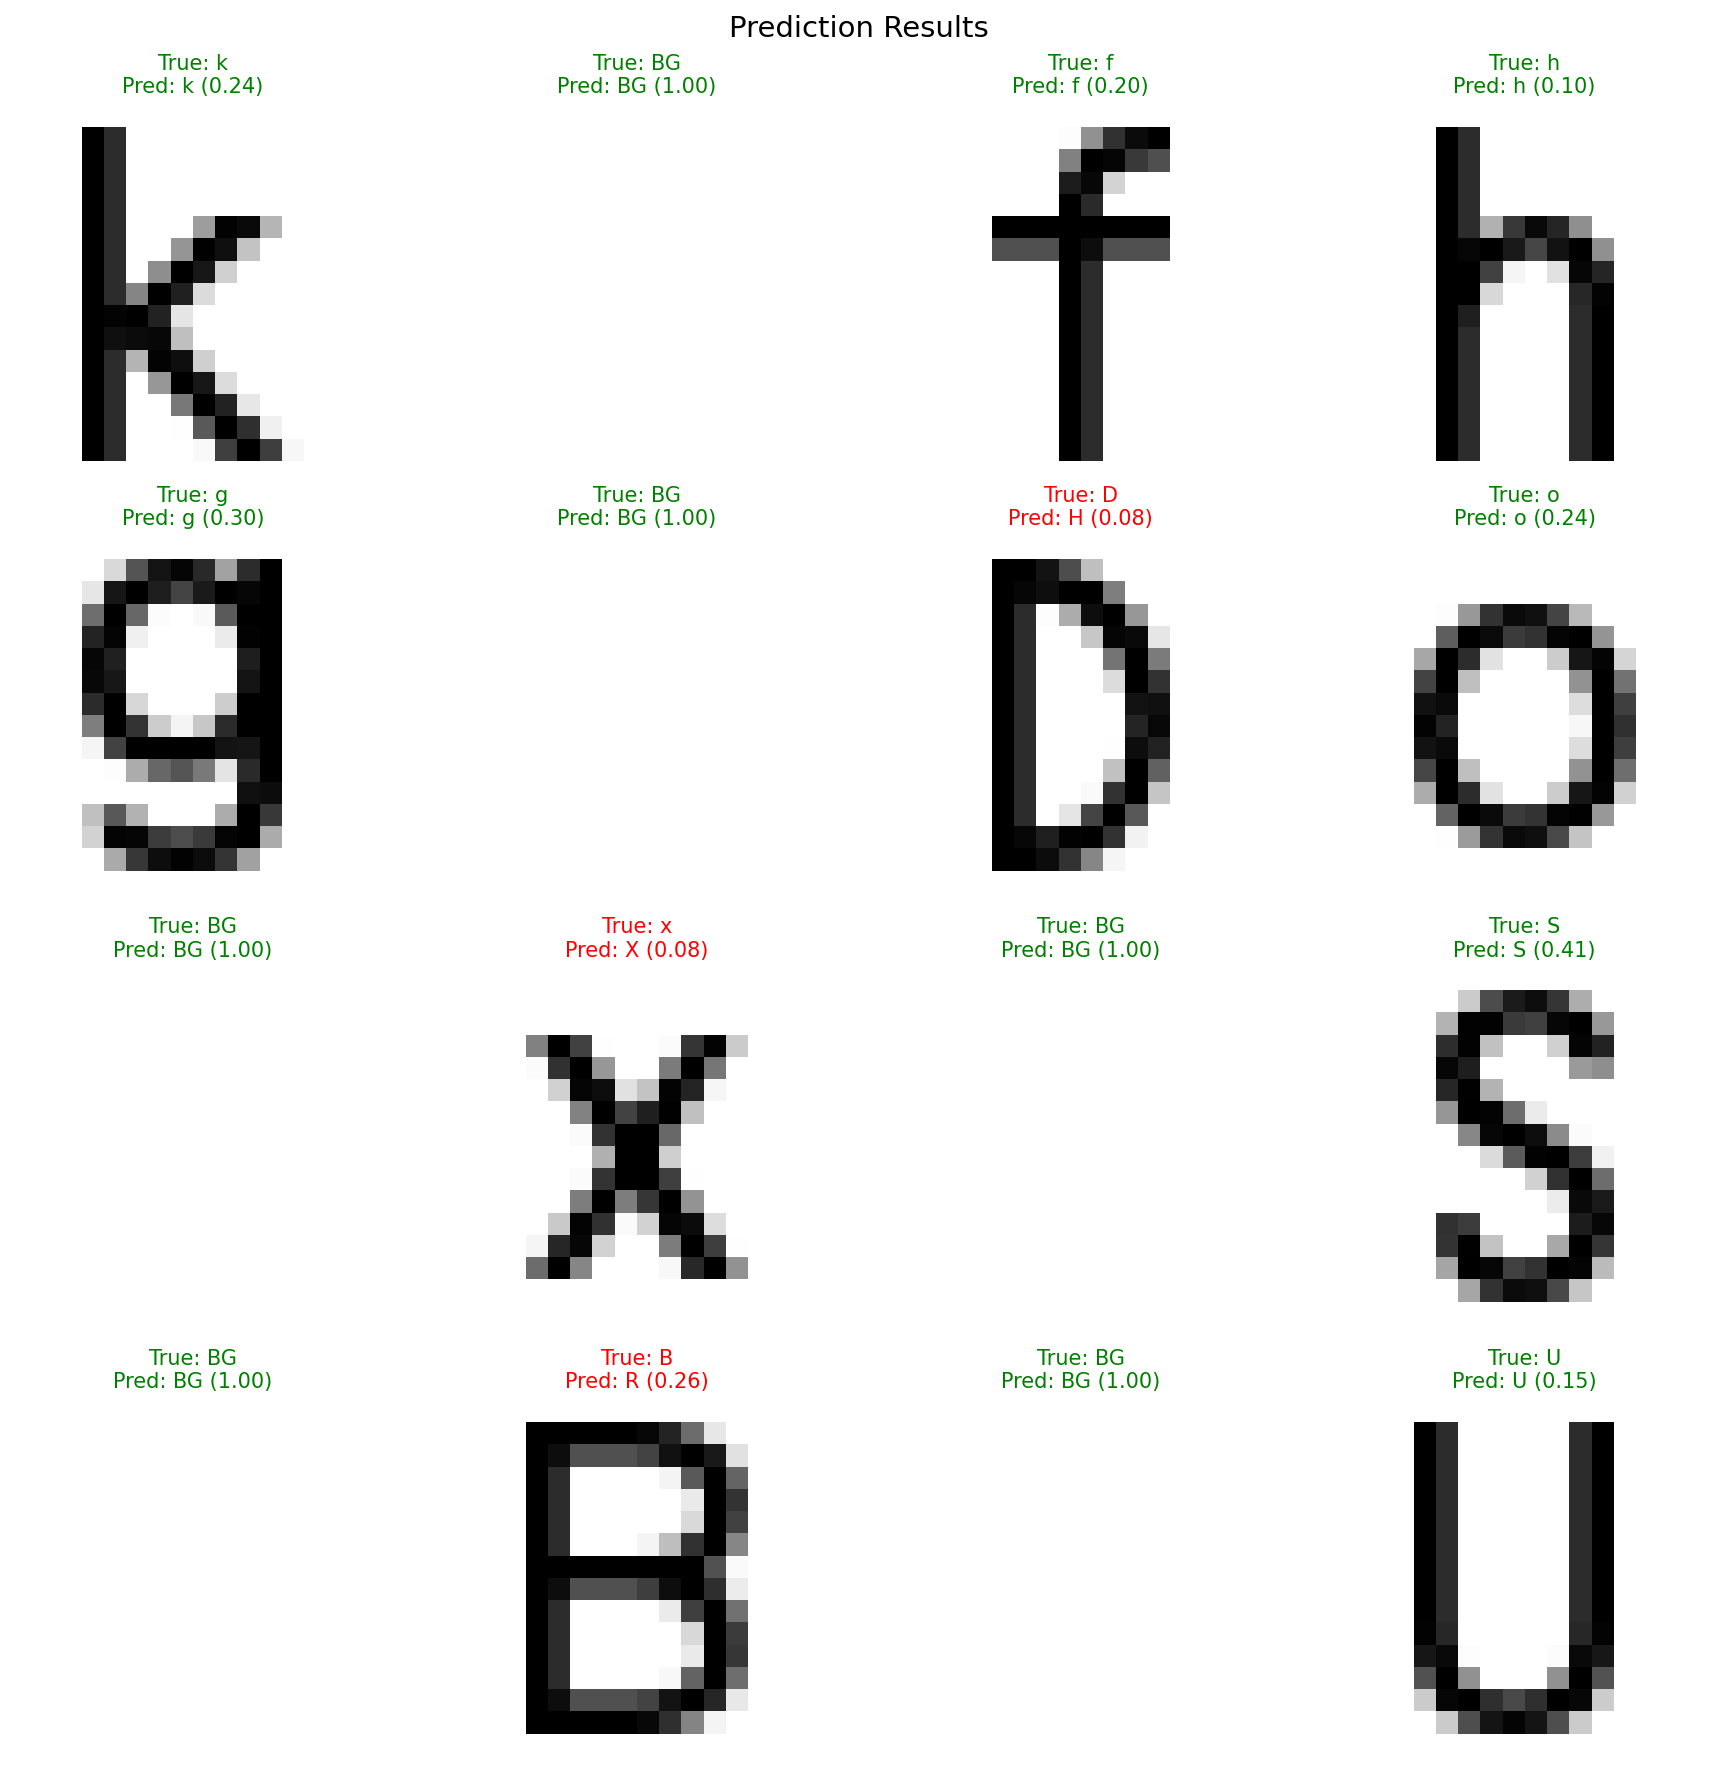 Prediction Results
True: k
Pred: k (0.24)
True: BG
Pred: BG (1.00)
True: f
Pred: f (0.20)
True: h
Pred: h (0.10)
k
f
h
True: g
Pred: g (0.30)
True: BG
Pred: BG (1.00)
True: D
Pred: H (0.08)
True: o
Pred: o (0.24)
g
D
o
True: BG
Pred: BG (1.00)
True: x
Pred: X (0.08)
True: BG
Pred: BG (1.00)
True: S
Pred: S (0.41)
x
S
True: BG
Pred: BG (1.00)
True: B
Pred: R (0.26)
True: BG
Pred: BG (1.00)
True: U
Pred: U (0.15)
B
U